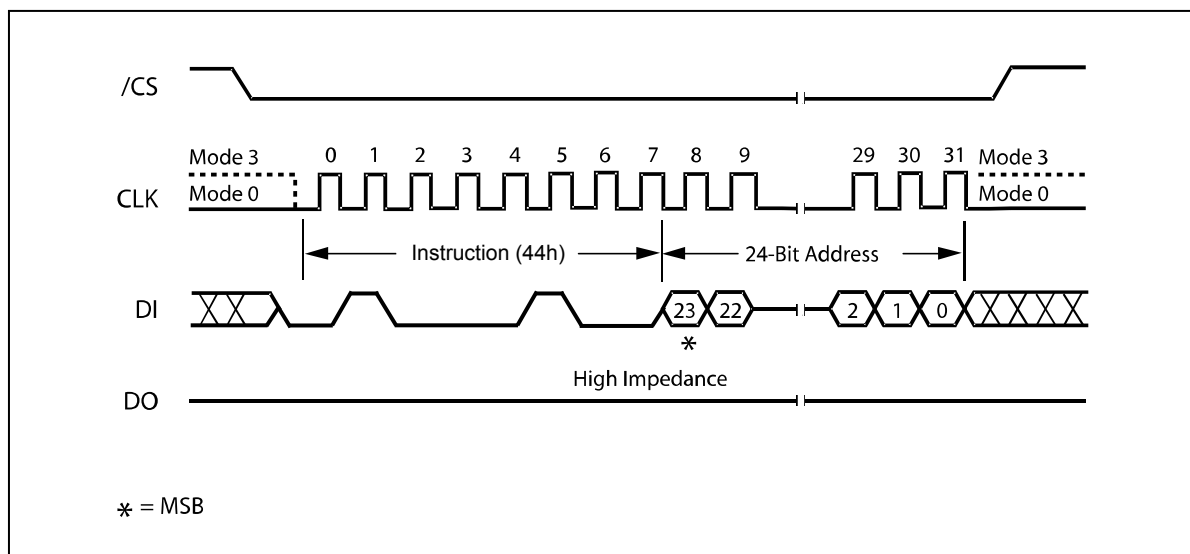 /CS
Mode 3 0 1 2 3 4 5 6 7 8 9 29 30 31 Mode 3
CLK Mode 0 Mode 0
Instruction (44h) 24-Bit Address
DI 23 22 2 1 0
*
High Impedance
DO
* = MSB